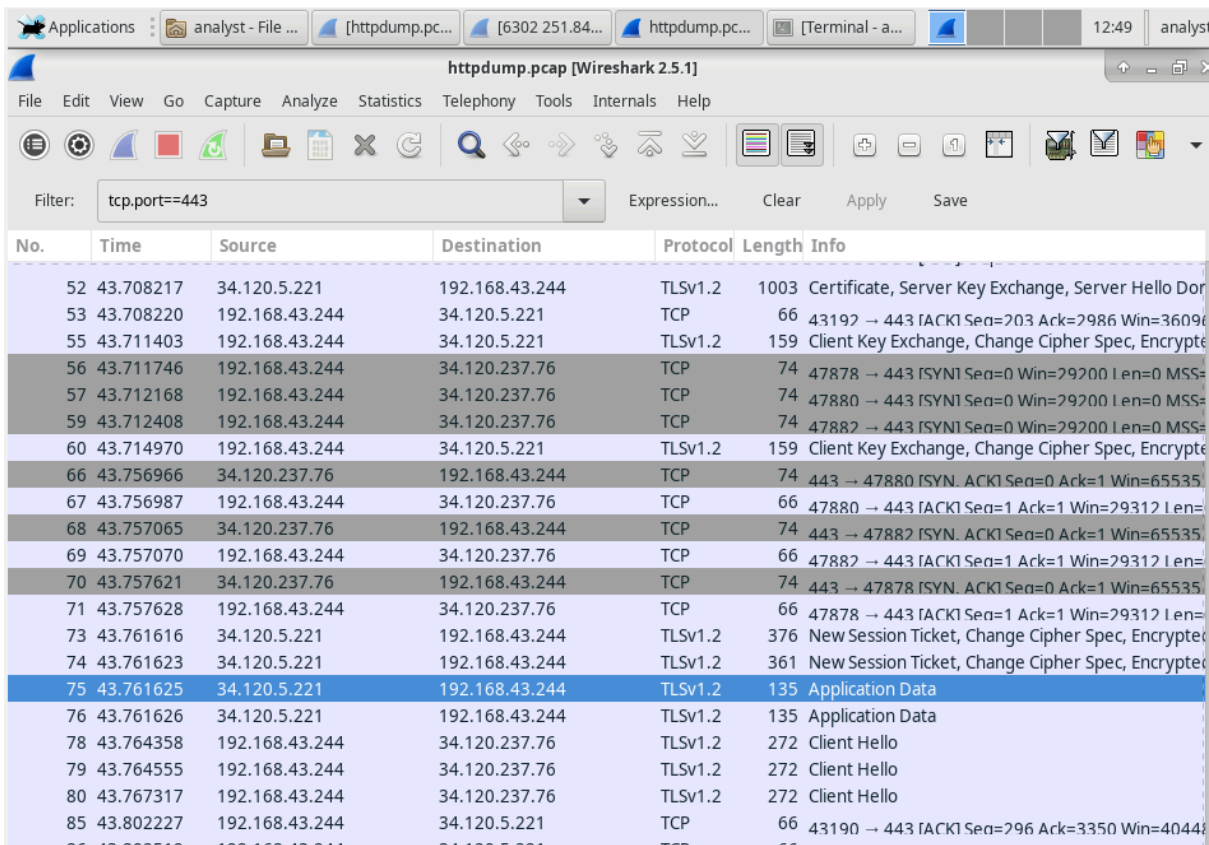 Applications analyst - File ... [httpdump.pc... [6302 251.84... httpdump.pc... [Terminal - a... 12:49 analyst
httpdump.pcap [Wireshark 2.5.1]
File Edit View Go Capture Analyze Statistics Telephony Tools Internals Help
Filter: tcp.port==443 Expression... Clear Apply Save
No. Time Source Destination Protocol Length Info
52 43.708217 34.120.5.221 192.168.43.244 TLSv1.2 1003 Certificate, Server Key Exchange, Server Hello Don
53 43.708220 192.168.43.244 34.120.5.221 TCP 66 43192 → 443 [ACK] Seq=203 Ack=2986 Win=36096
55 43.711403 192.168.43.244 34.120.5.221 TLSv1.2 159 Client Key Exchange, Change Cipher Spec, Encrypte
56 43.711746 192.168.43.244 34.120.237.76 TCP 74 47878 → 443 [SYN] Seq=0 Win=29200 Len=0 MSS=
57 43.712168 192.168.43.244 34.120.237.76 TCP 74 47880 → 443 [SYN] Seq=0 Win=29200 Len=0 MSS=
59 43.712408 192.168.43.244 34.120.237.76 TCP 74 47882 → 443 [SYN] Seq=0 Win=29200 Len=0 MSS=
60 43.714970 192.168.43.244 34.120.5.221 TLSv1.2 159 Client Key Exchange, Change Cipher Spec, Encrypte
66 43.756966 34.120.237.76 192.168.43.244 TCP 74 443 → 47880 [SYN, ACK] Seq=0 Ack=1 Win=65535
67 43.756987 192.168.43.244 34.120.237.76 TCP 66 47880 → 443 [ACK] Seq=1 Ack=1 Win=29312 Len=
68 43.757065 34.120.237.76 192.168.43.244 TCP 74 443 → 47882 [SYN, ACK] Seq=0 Ack=1 Win=65535
69 43.757070 192.168.43.244 34.120.237.76 TCP 66 47882 → 443 [ACK] Seq=1 Ack=1 Win=29312 Len=
70 43.757621 34.120.237.76 192.168.43.244 TCP 74 443 → 47878 [SYN, ACK] Seq=0 Ack=1 Win=65535
71 43.757628 192.168.43.244 34.120.237.76 TCP 66 47878 → 443 [ACK] Seq=1 Ack=1 Win=29312 Len=
73 43.761616 34.120.5.221 192.168.43.244 TLSv1.2 376 New Session Ticket, Change Cipher Spec, Encrypted
74 43.761623 34.120.5.221 192.168.43.244 TLSv1.2 361 New Session Ticket, Change Cipher Spec, Encrypted
75 43.761625 34.120.5.221 192.168.43.244 TLSv1.2 135 Application Data
76 43.761626 34.120.5.221 192.168.43.244 TLSv1.2 135 Application Data
78 43.764358 192.168.43.244 34.120.237.76 TLSv1.2 272 Client Hello
79 43.764555 192.168.43.244 34.120.237.76 TLSv1.2 272 Client Hello
80 43.767317 192.168.43.244 34.120.237.76 TLSv1.2 272 Client Hello
85 43.802227 192.168.43.244 34.120.5.221 TCP 66 43190 → 443 [ACK] Seq=296 Ack=3350 Win=40448